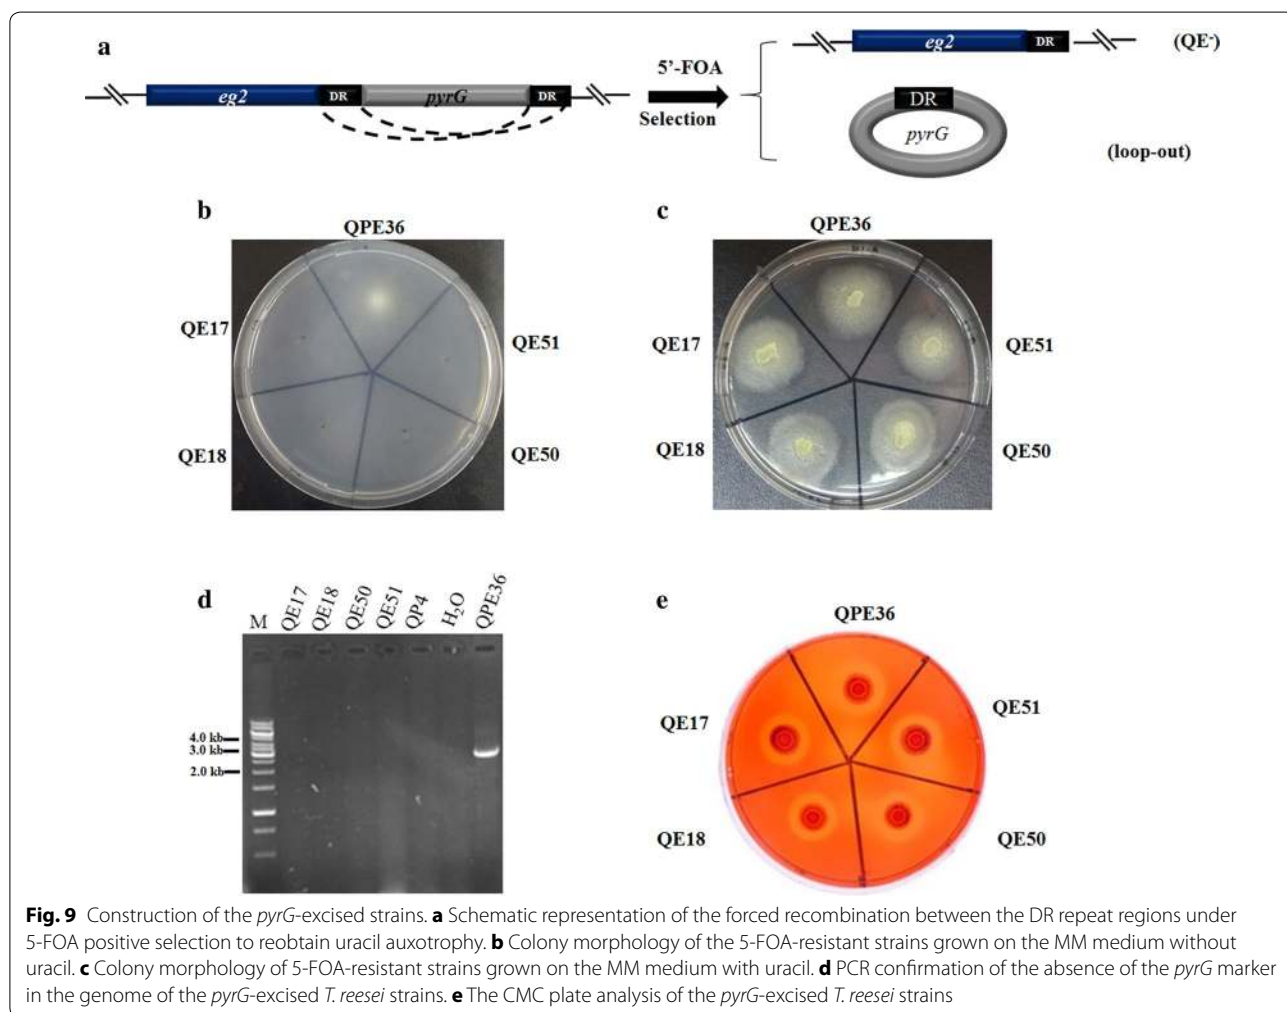 a
eg2 DR pyrG DR
5’-FOA
Selection
eg2 DR
(QE-)
DR
pyrG
(loop-out)
b
QPE36
QE17
QE51
QE18
QE50
c
QPE36
QE17
QE51
QE18
QE50
d
M QE17 QE18 QE50 QE51 QP4 H2O QPE36
4.0 kb
3.0 kb
2.0 kb
e
QPE36
QE17
QE51
QE18
QE50
Fig. 9 Construction of the pyrG-excised strains. a Schematic representation of the forced recombination between the DR repeat regions under
5-FOA positive selection to reobtain uracil auxotrophy. b Colony morphology of the 5-FOA-resistant strains grown on the MM medium without
uracil. c Colony morphology of 5-FOA-resistant strains grown on the MM medium with uracil. d PCR confirmation of the absence of the pyrG marker
in the genome of the pyrG-excised T. reesei strains. e The CMC plate analysis of the pyrG-excised T. reesei strains